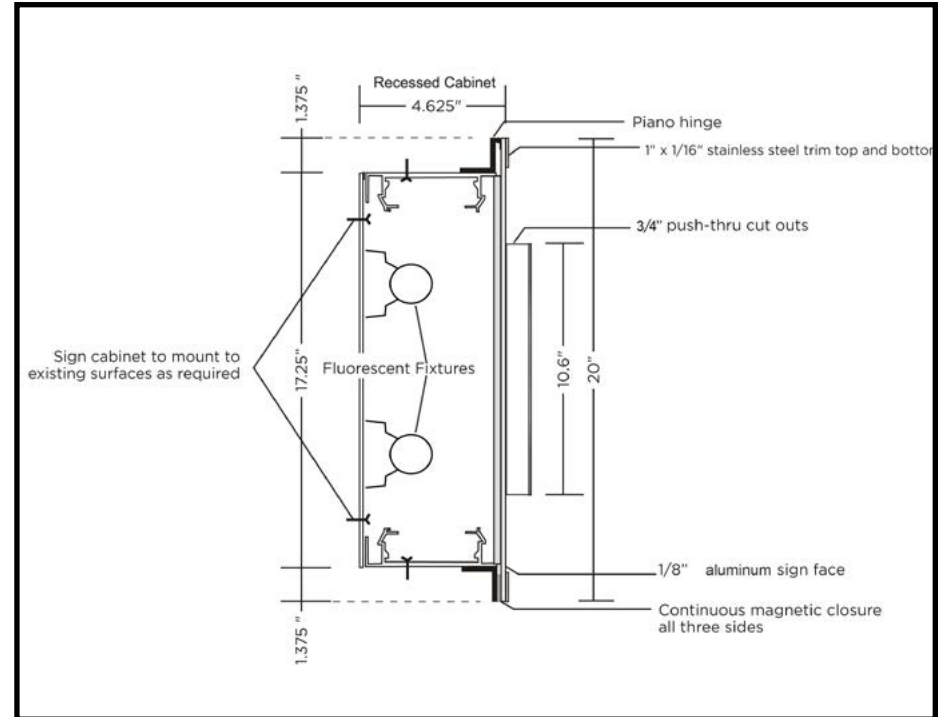 Recessed Cabinet
4.625"
1.375 "
Piano hinge
1" x 1/16" stainless steel trim top and bottor
3/4" push-thru cut outs
Sign cabinet to mount to
existing surfaces as required
17.25"
Fluorescent Fixtures
10.6"
20"
1/8" aluminum sign face
Continuous magnetic closure
all three sides
1.375 "